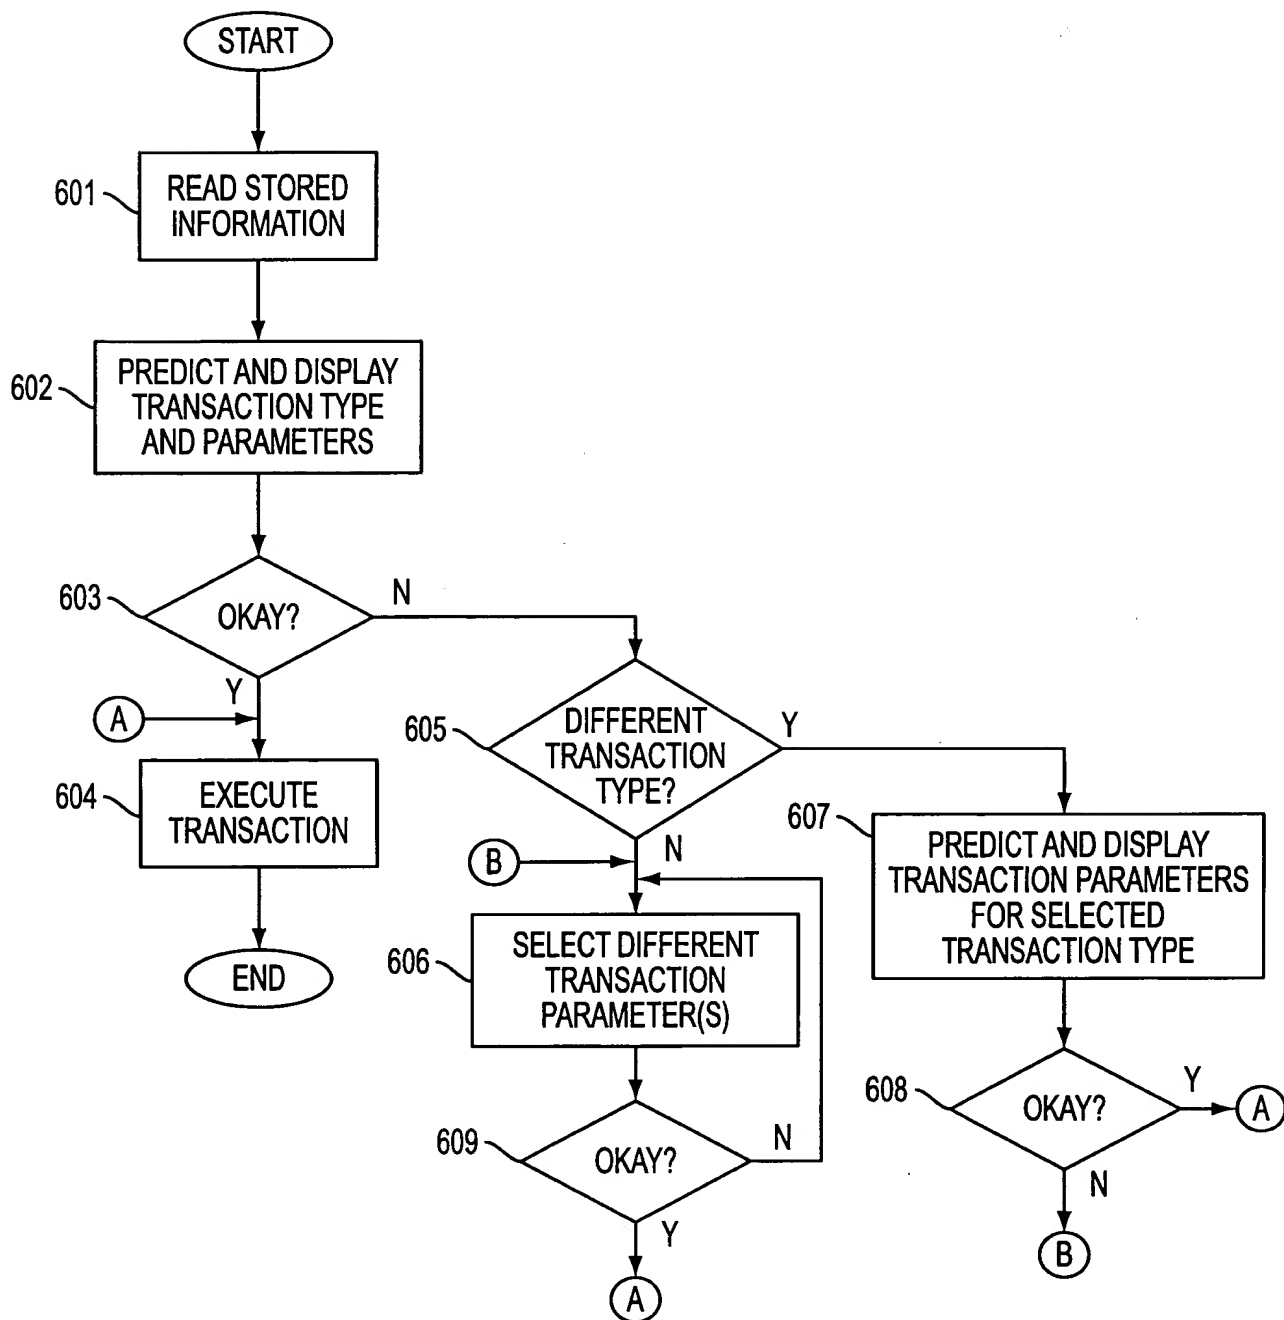 START
601
READ STORED
INFORMATION
602
PREDICT AND DISPLAY
TRANSACTION TYPE
AND PARAMETERS
603
OKAY?
N
Y
A
604
EXECUTE
TRANSACTION
END
605
DIFFERENT
TRANSACTION
TYPE?
Y
N
B
606
SELECT DIFFERENT
TRANSACTION
PARAMETER(S)
609
OKAY?
N
Y
A
607
PREDICT AND DISPLAY
TRANSACTION PARAMETERS
FOR SELECTED
TRANSACTION TYPE
608
OKAY?
Y
A
N
B